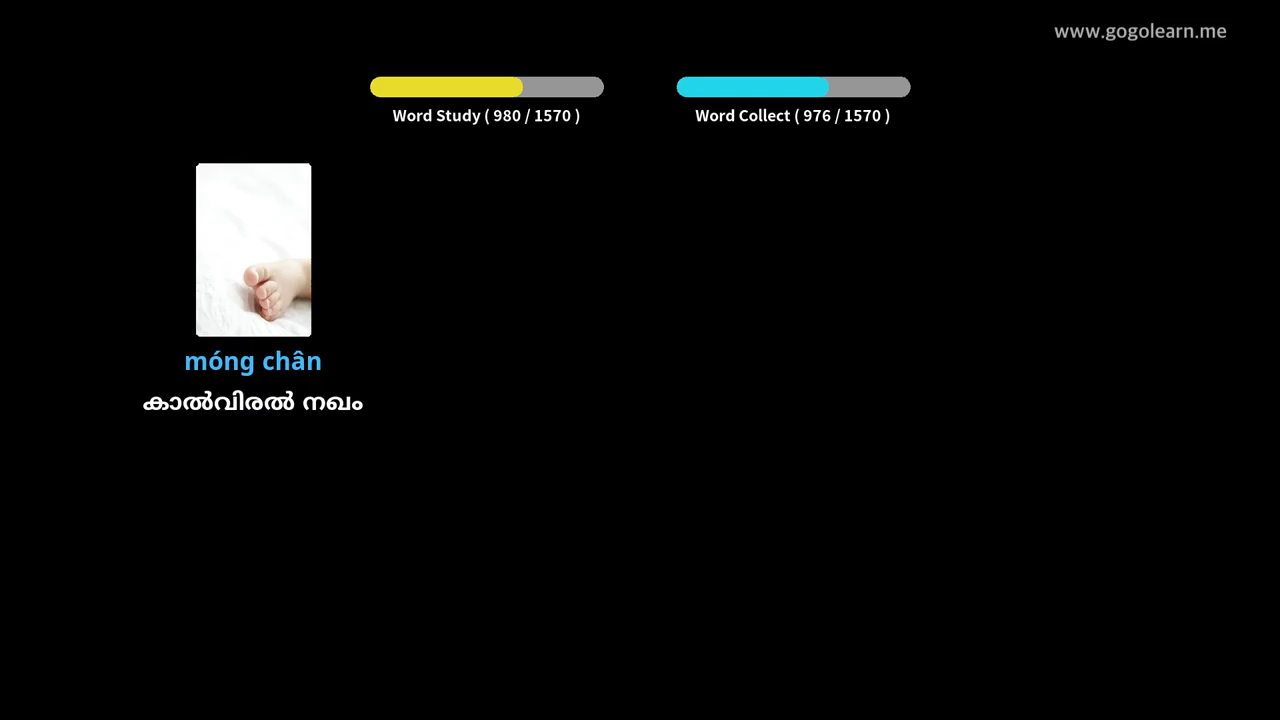 www.gogolearn.me
Word Study ( 980 / 1570 )
Word Collect ( 976 / 1570 )
móng chân
കാൽവിരൽ നഖം